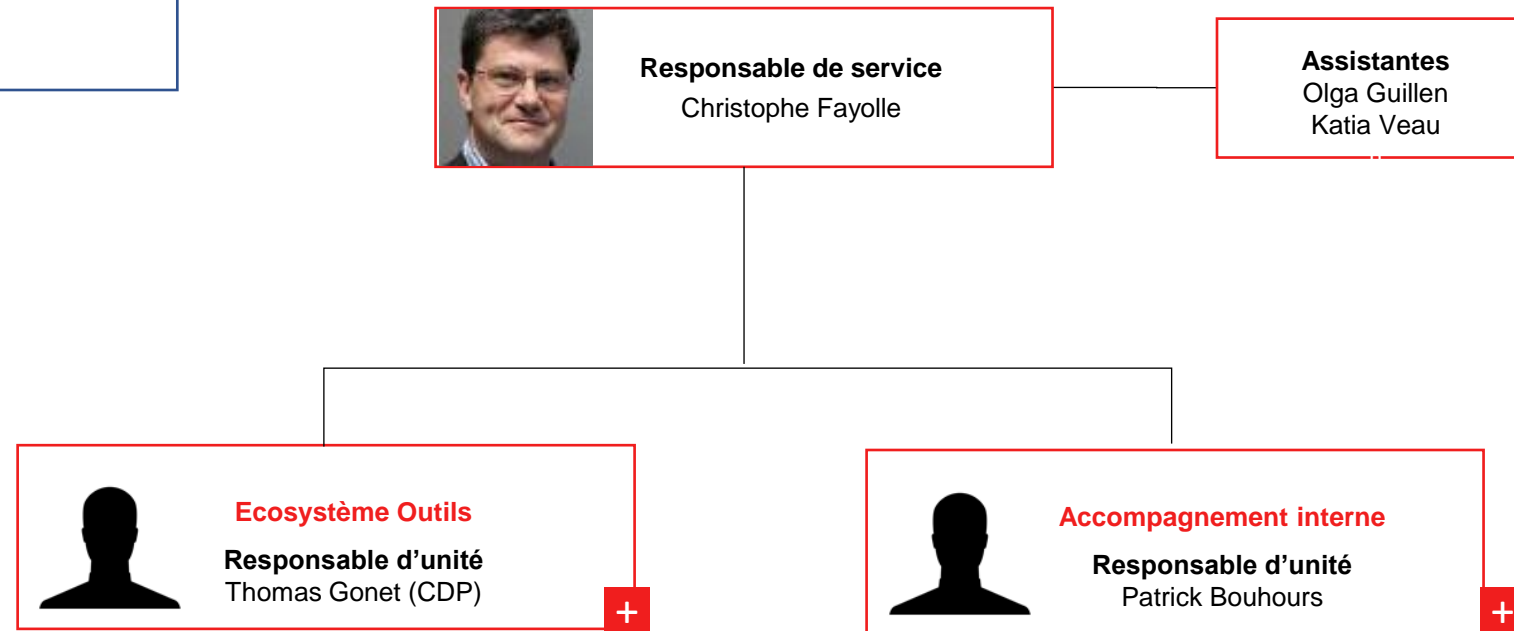 Responsable de service
Christophe Fayolle
Assistantes
Olga Guillen
Katia Veau
Ecosystème Outils
Responsable d’unité
Thomas Gonet (CDP)
+
Accompagnement interne
Responsable d’unité
Patrick Bouhours
+